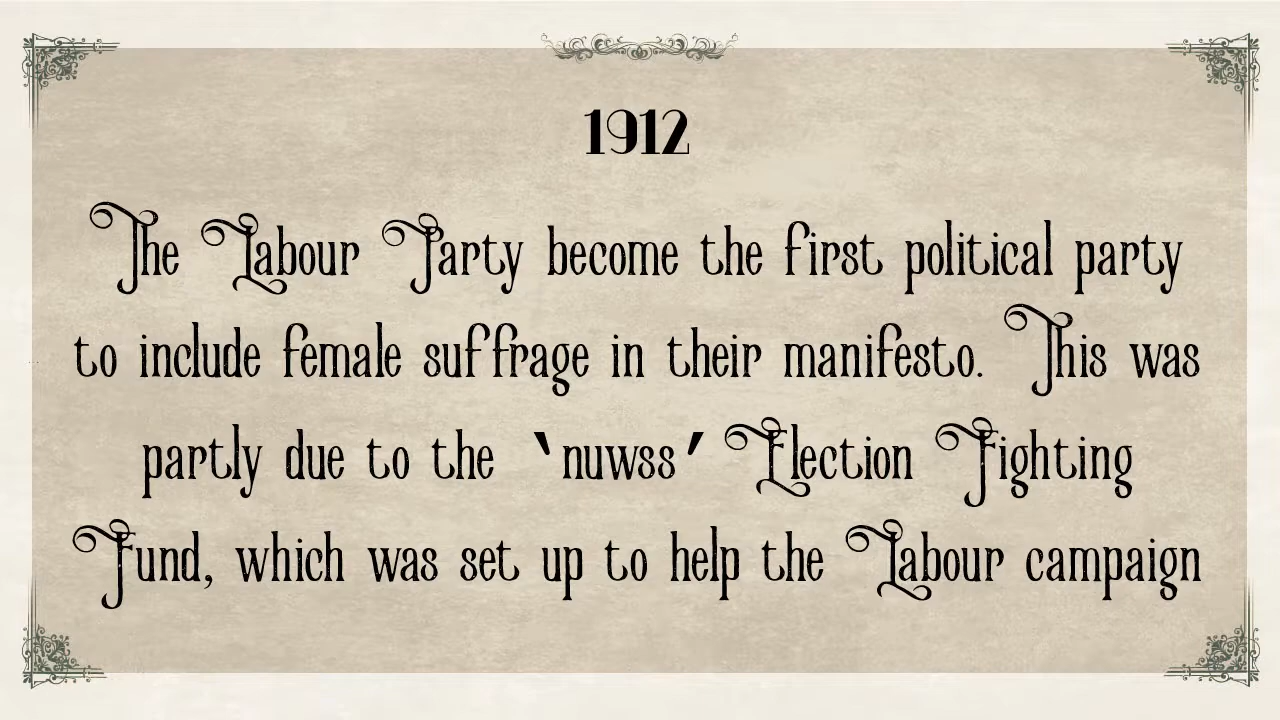 1912
The Labour Party become the first political party
to include female suffrage in their manifesto. This was
partly due to the ‵nuwss′ Election Fighting
Fund, which was set up to help the Labour campaign